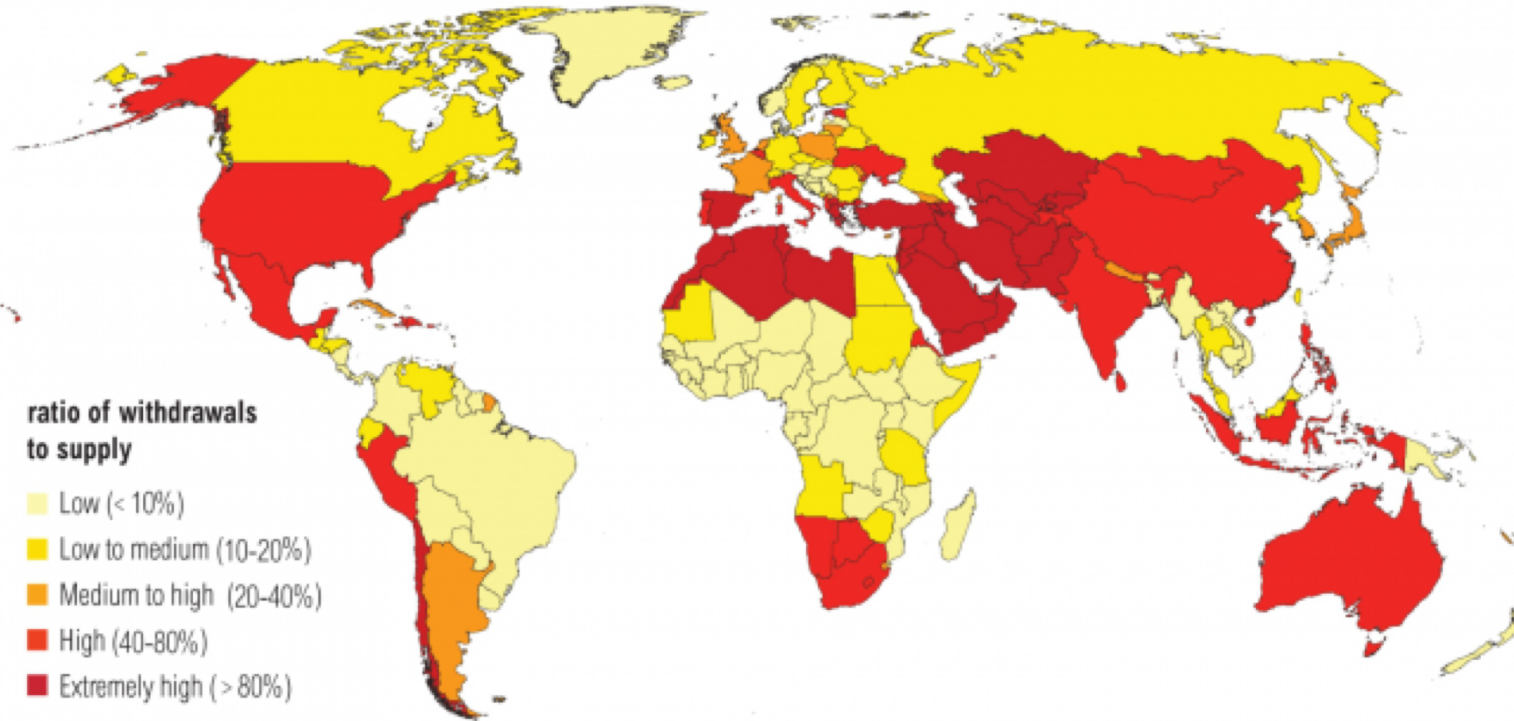 ratio of withdrawals
to supply
Low (< 10%)
Low to medium (10-20%)
Medium to high (20-40%)
High (40-80%)
Extremely high (> 80%)